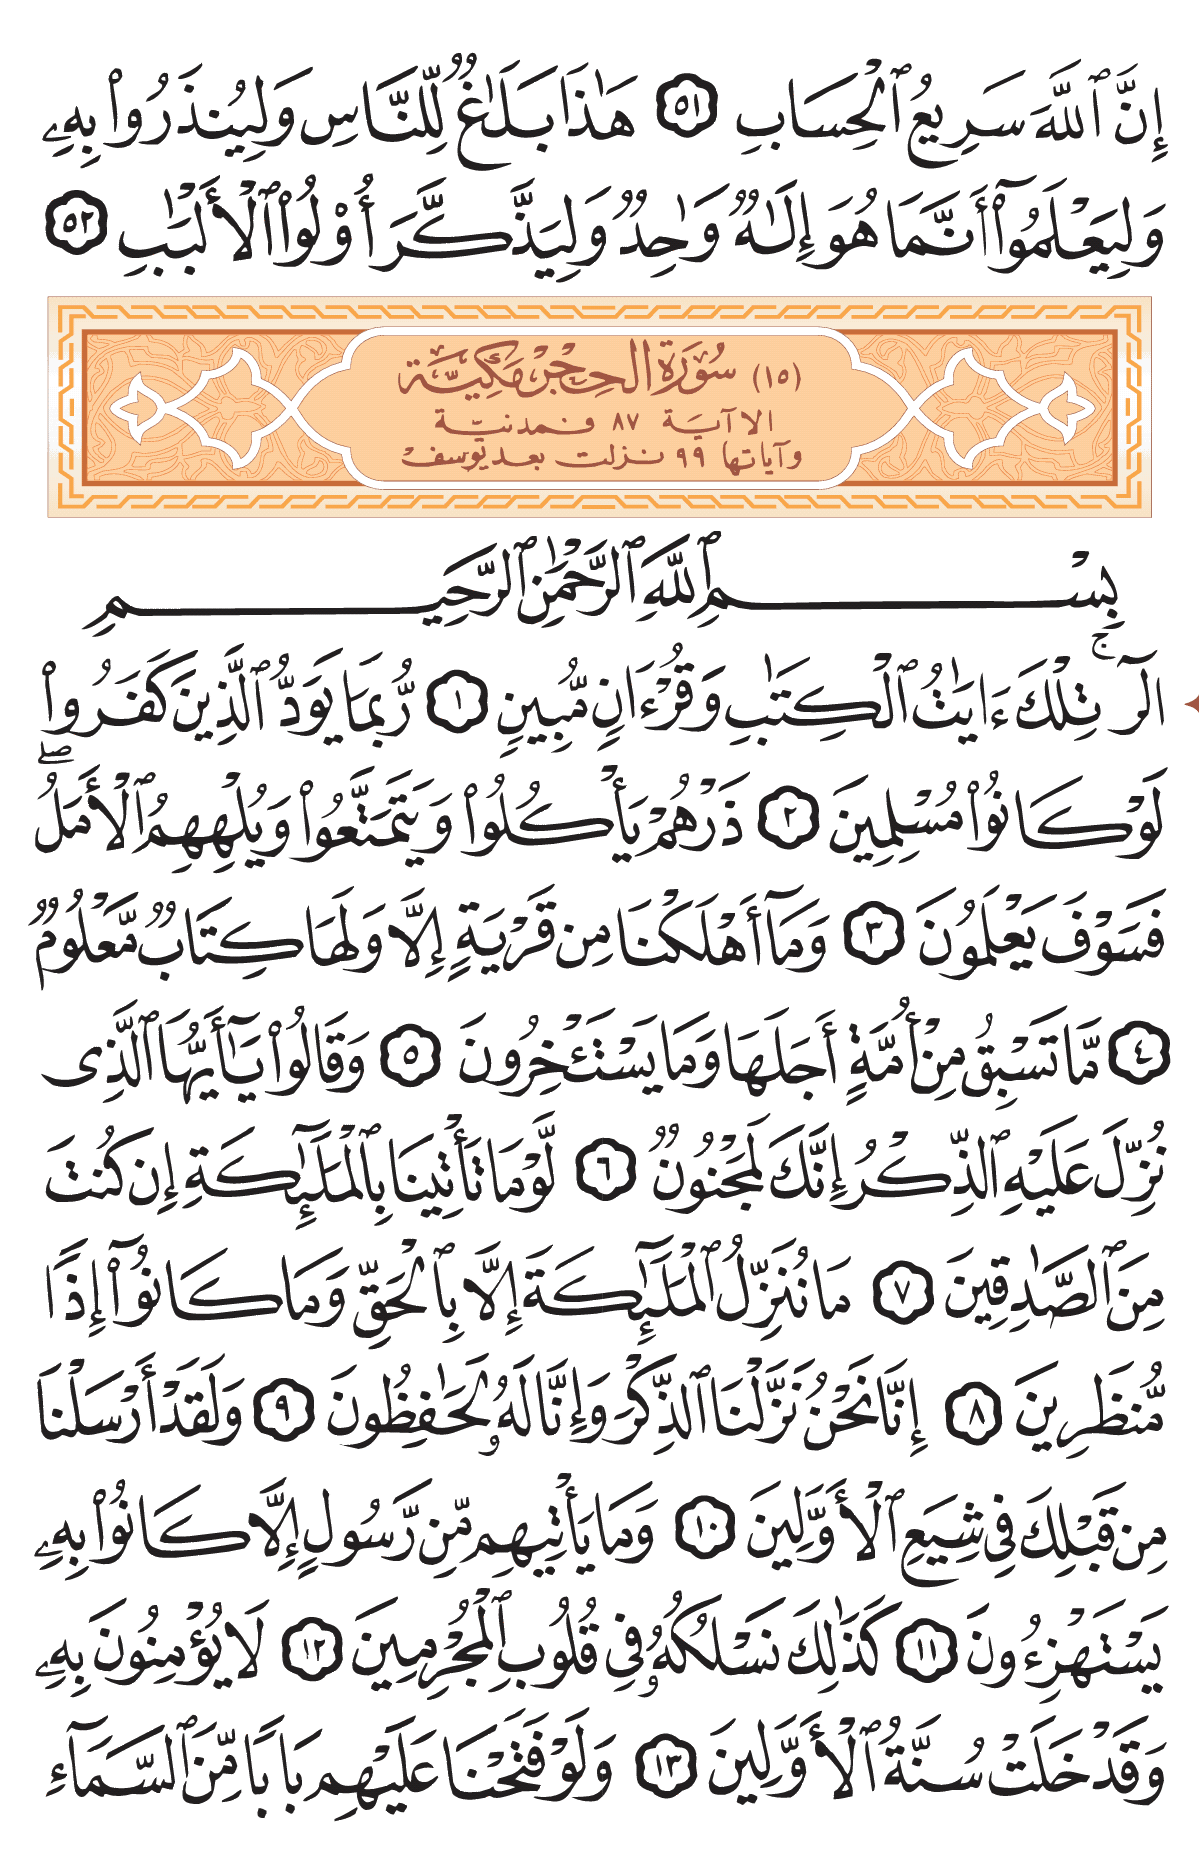 إِنَّ ٱللَّهَ سَرِيعُ ٱلْحِسَابِ ٥١ هَٰذَا بَلَٰغٌ لِّلنَّاسِ وَلِيُنذَرُوا۟ بِهِۦ
وَلِيَعْلَمُوٓا۟ أَنَّمَا هُوَ إِلَٰهٌ وَٰحِدٌ وَلِيَذَّكَّرَ أُو۟لُوا۟ ٱلْأَلْبَٰبِ ٥٢
(١٥) سُورَة الحِجْرِ مَكِيَّة
الا آية ٨٧ فمدنيّة
وآياتها ٩٩ نزلت بعد يوسف
بِسْمِ ٱللَّهِ ٱلرَّحْمَٰنِ ٱلرَّحِيمِ
الٓرۚ تِلْكَ ءَايَٰتُ ٱلْكِتَٰبِ وَقُرْءَانٍ مُّبِينٍ ١ رُّبَمَا يَوَدُّ ٱلَّذِينَ كَفَرُوا۟
لَوْ كَانُوا۟ مُسْلِمِينَ ٢ ذَرْهُمْ يَأْكُلُوا۟ وَيَتَمَتَّعُوا۟ وَيُلْهِهِمُ ٱلْأَمَلُۖ
فَسَوْفَ يَعْلَمُونَ ٣ وَمَآ أَهْلَكْنَا مِن قَرْيَةٍ إِلَّا وَلَهَا كِتَابٌ مَّعْلُومٌ
٤ مَّا تَسْبِقُ مِنْ أُمَّةٍ أَجَلَهَا وَمَا يَسْتَـْٔخِرُونَ ٥ وَقَالُوا۟ يَٰٓأَيُّهَا ٱلَّذِى
نُزِّلَ عَلَيْهِ ٱلذِّكْرُ إِنَّكَ لَمَجْنُونٌ ٦ لَّوْ مَا تَأْتِينَا بِٱلْمَلَٰٓئِكَةِ إِن كُنتَ
مِنَ ٱلصَّٰدِقِينَ ٧ مَا نُنَزِّلُ ٱلْمَلَٰٓئِكَةَ إِلَّا بِٱلْحَقِّ وَمَا كَانُوٓا۟ إِذًا
مُّنظَرِينَ ٨ إِنَّا نَحْنُ نَزَّلْنَا ٱلذِّكْرَ وَإِنَّا لَهُۥ لَحَٰفِظُونَ ٩ وَلَقَدْ أَرْسَلْنَا
مِن قَبْلِكَ فِى شِيَعِ ٱلْأَوَّلِينَ ١٠ وَمَا يَأْتِيهِم مِّن رَّسُولٍ إِلَّا كَانُوا۟ بِهِۦ
يَسْتَهْزِءُونَ ١١ كَذَٰلِكَ نَسْلُكُهُۥ فِى قُلُوبِ ٱلْمُجْرِمِينَ ١٢ لَا يُؤْمِنُونَ بِهِۦ
وَقَدْ خَلَتْ سُنَّةُ ٱلْأَوَّلِينَ ١٣ وَلَوْ فَتَحْنَا عَلَيْهِم بَابًا مِّنَ ٱلسَّمَآءِ